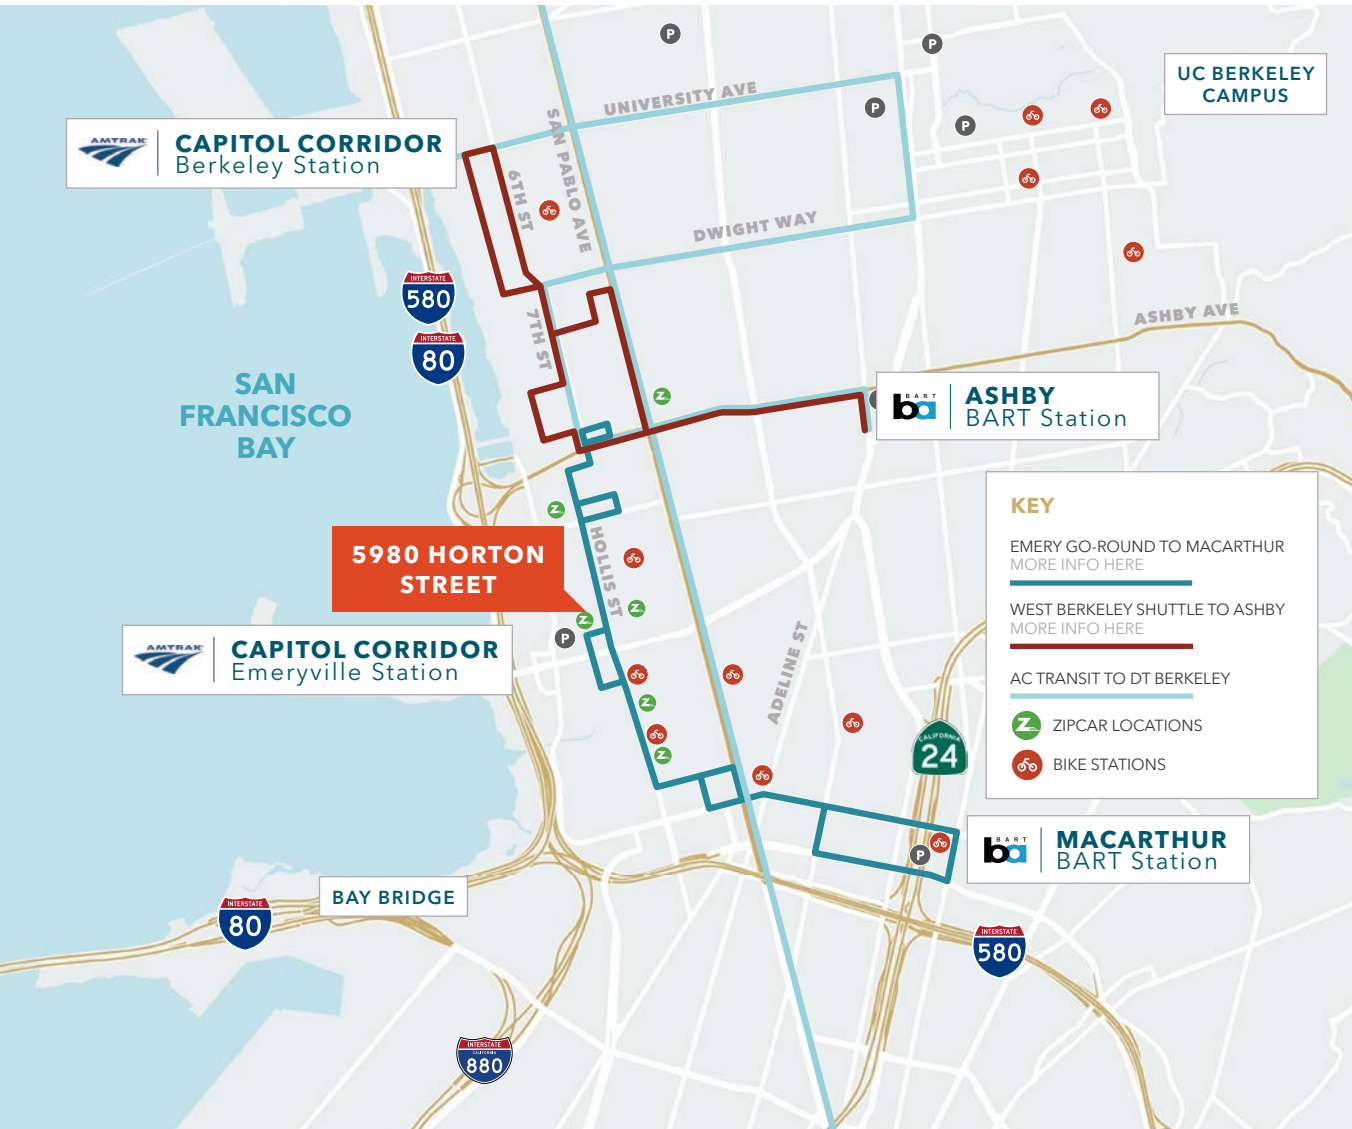 P
P
UNIVERSITY AVE
P
P
UC BERKELEY
CAMPUS
AMTRAK
CAPITOL CORRIDOR
Berkeley Station
SAN PABLO AVE
6TH ST
DWIGHT WAY
INTERSTATE
580
INTERSTATE
80
7TH ST
ASHBY AVE
SAN
FRANCISCO
BAY
Z
BART
ba
ASHBY
BART Station
Z
HOLLIS ST
5980 HORTON
STREET
Z
Z
P
AMTRAK
CAPITOL CORRIDOR
Emeryville Station
Z
Z
ADELINE ST
CALIFORNIA
24
KEY
EMERY GO-ROUND TO MACARTHUR
MORE INFO HERE
WEST BERKELEY SHUTTLE TO ASHBY
MORE INFO HERE
AC TRANSIT TO DT BERKELEY
Z
ZIPCAR LOCATIONS
BIKE STATIONS
P
BART
ba
MACARTHUR
BART Station
BAY BRIDGE
INTERSTATE
80
INTERSTATE
580
INTERSTATE
CALIFORNIA
880